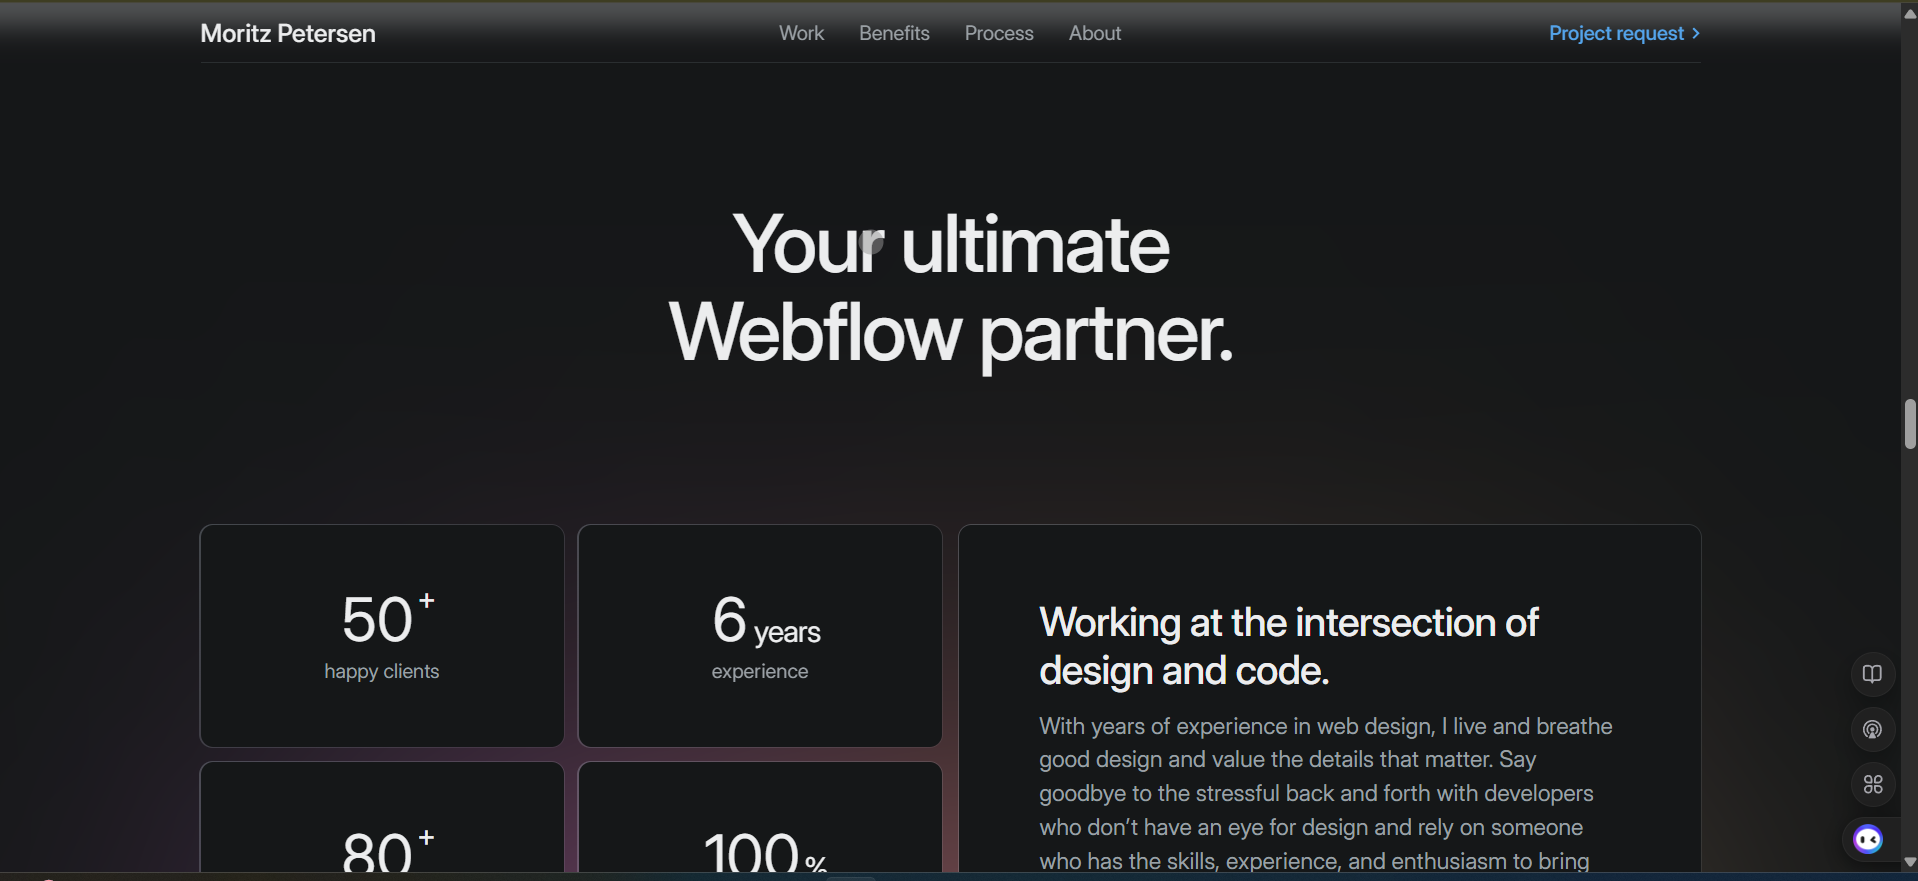 Moritz Petersen
Work
Benefits
Process
About
Project request
Your ultimate
Webflow partner.
50+
happy clients
6 years
experience
80+
100%
Working at the intersection of
design and code.
With years of experience in web design, I live and breathe
good design and value the details that matter. Say
goodbye to the stressful back and forth with developers
who don’t have an eye for design and rely on someone
who has the skills, experience, and enthusiasm to bring